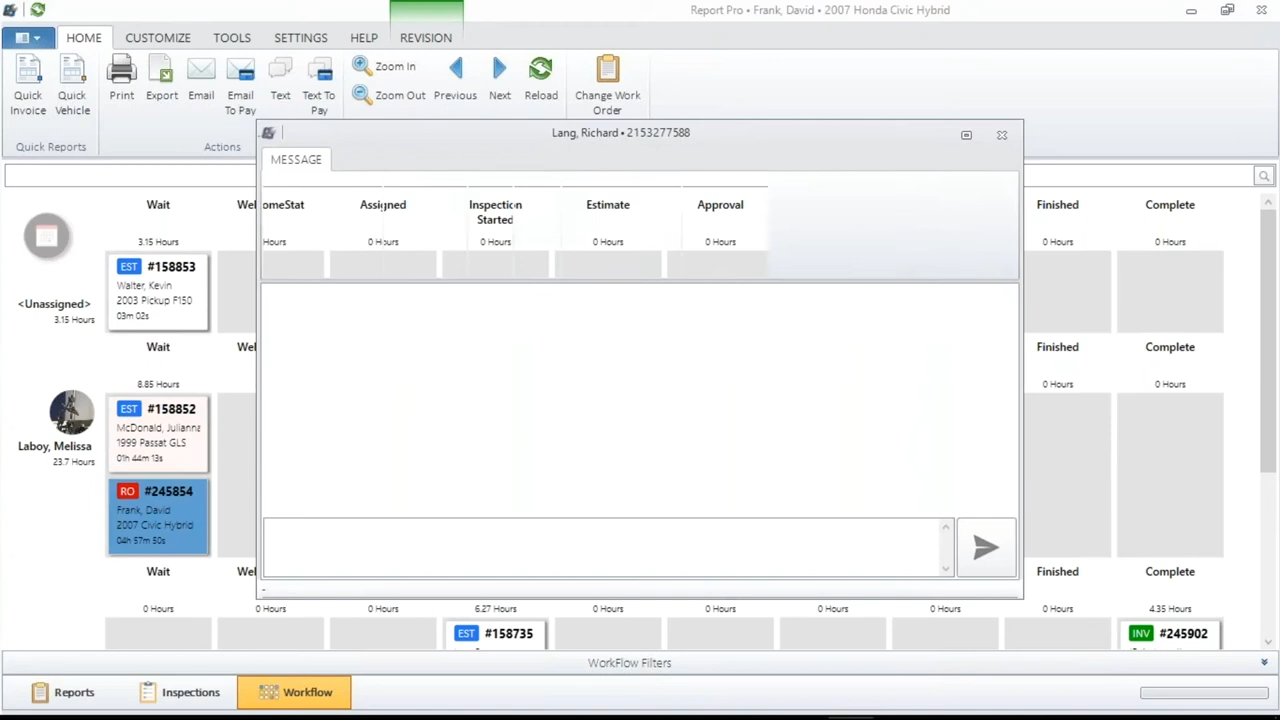 Report Pro • Frank, David • 2007 Honda Civic Hybrid
HOME CUSTOMIZE TOOLS SETTINGS HELP REVISION
Quick Invoice
Quick Vehicle
Print
Export
Email
Email To Pay
Text
Text To Pay
Zoom In
Zoom Out
Previous
Next
Reload
Change Work Order
Quick Reports
Actions
Lang, Richard • 2153277588
MESSAGE
omeStat Assigned Inspection Started Estimate Approval
Hours 0 Hours 0 Hours 0 Hours 0 Hours
Wait Wel Finished Complete
3.15 Hours 0 Hours 0 Hours
<Unassigned>
3.15 Hours
EST #158853
Walter, Kevin
2003 Pickup F150
03m 02s
Wait Wel Finished Complete
8.85 Hours 0 Hours 0 Hours
Laboy, Melissa
23.7 Hours
EST #158852
McDonald, Julianna
1999 Passat GLS
01h 44m 13s
RO #245854
Frank, David
2007 Civic Hybrid
04h 57m 50s
Wait Wel Finished Complete
0 Hours 0 Hours 0 Hours 6.27 Hours 0 Hours 0 Hours 0 Hours 0 Hours 0 Hours 4.35 Hours
EST #158735
INV #245902
WorkFlow Filters
Reports Inspections Workflow